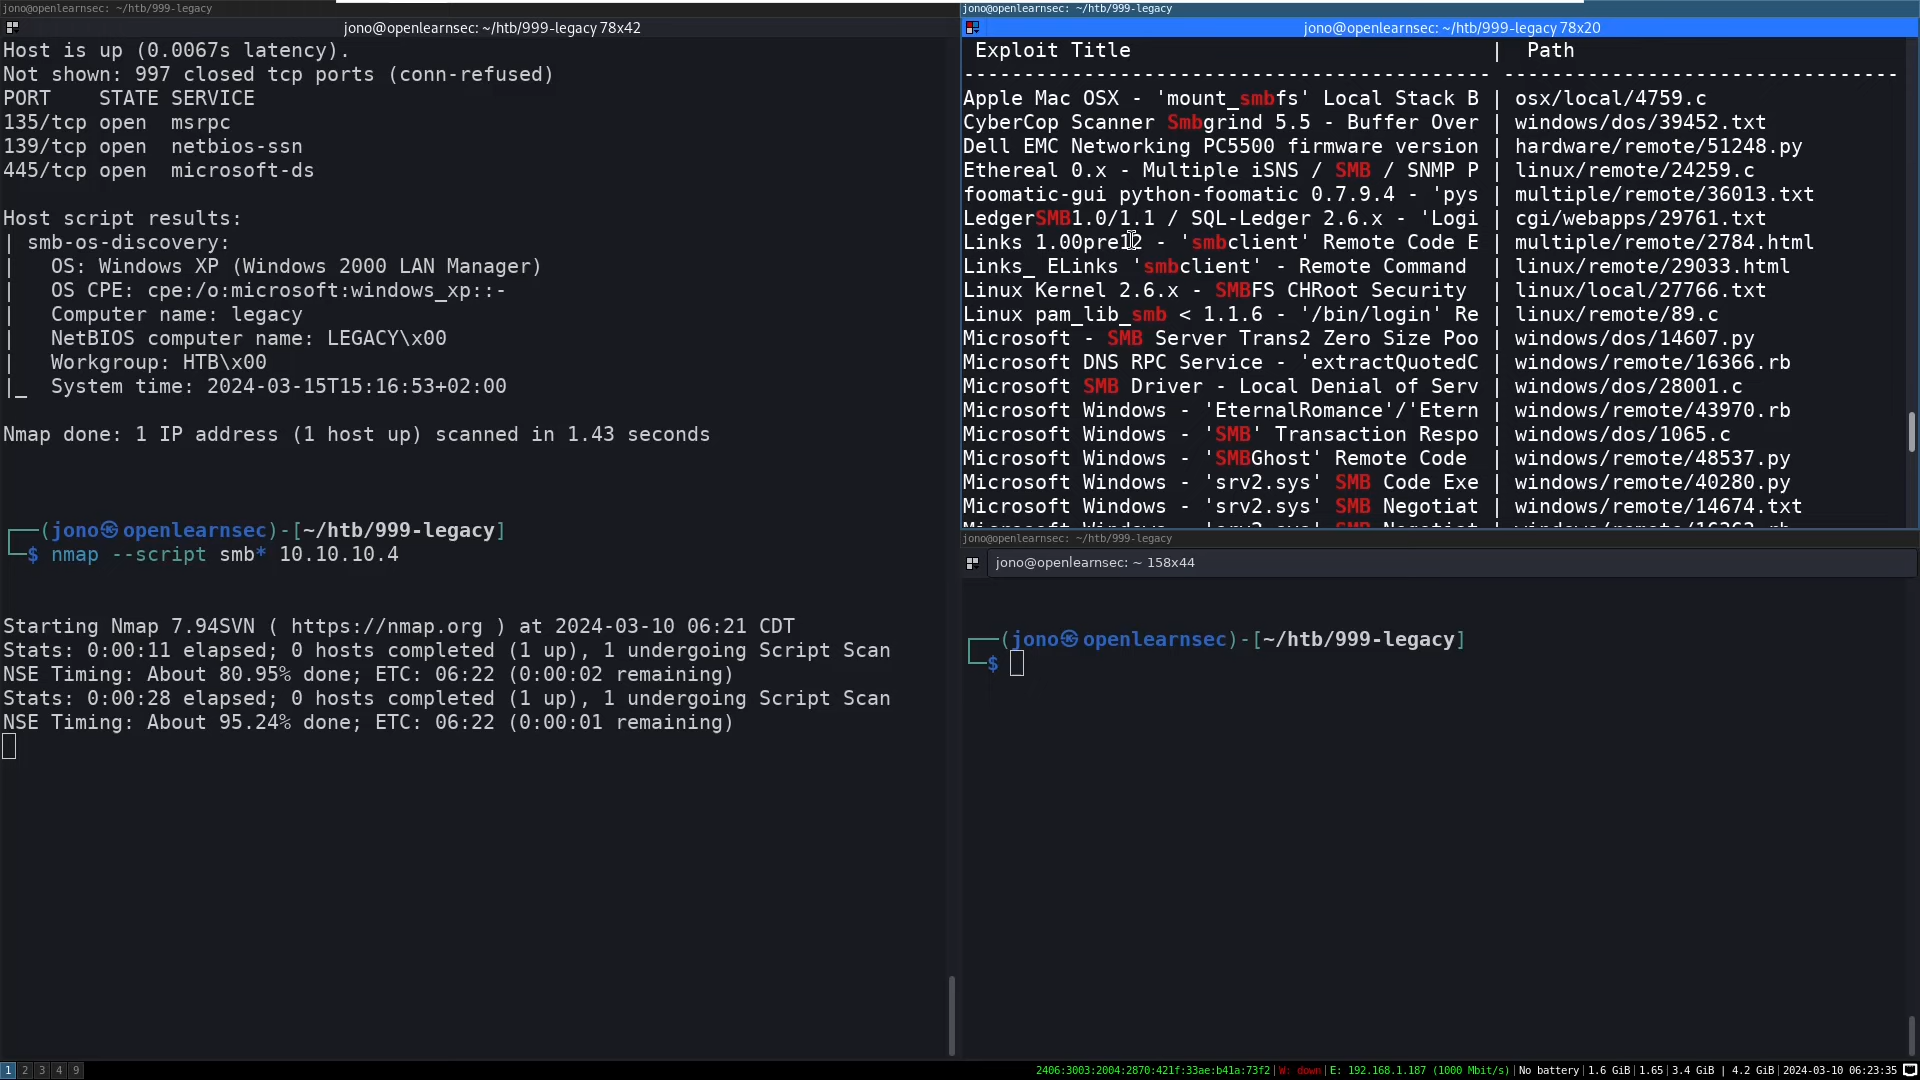 jono@openlearnsec: ~/htb/999-legacy
jono@openlearnsec: ~/htb/999-legacy 78x42
Host is up (0.0067s latency).
Not shown: 997 closed tcp ports (conn-refused)
PORT    STATE SERVICE
135/tcp open  msrpc
139/tcp open  netbios-ssn
445/tcp open  microsoft-ds
Host script results:
| smb-os-discovery:
|   OS: Windows XP (Windows 2000 LAN Manager)
|   OS CPE: cpe:/o:microsoft:windows_xp::-
|   Computer name: legacy
|   NetBIOS computer name: LEGACY\x00
|   Workgroup: HTB\x00
|_  System time: 2024-03-15T15:16:53+02:00
Nmap done: 1 IP address (1 host up) scanned in 1.43 seconds
┌──(jono㉿openlearnsec)-[~/htb/999-legacy]
└─$ nmap --script smb* 10.10.10.4
Starting Nmap 7.94SVN ( https://nmap.org ) at 2024-03-10 06:21 CDT
Stats: 0:00:11 elapsed; 0 hosts completed (1 up), 1 undergoing Script Scan
NSE Timing: About 80.95% done; ETC: 06:22 (0:00:02 remaining)
Stats: 0:00:28 elapsed; 0 hosts completed (1 up), 1 undergoing Script Scan
NSE Timing: About 95.24% done; ETC: 06:22 (0:00:01 remaining)
jono@openlearnsec: ~/htb/999-legacy
jono@openlearnsec: ~/htb/999-legacy 78x20
Exploit Title | Path
--------------------------------------------- ---------------------------------
Apple Mac OSX - 'mount_smbfs' Local Stack B | osx/local/4759.c
CyberCop Scanner Smbgrind 5.5 - Buffer Over | windows/dos/39452.txt
Dell EMC Networking PC5500 firmware version | hardware/remote/51248.py
Ethereal 0.x - Multiple iSNS / SMB / SNMP P | linux/remote/24259.c
foomatic-gui python-foomatic 0.7.9.4 - 'pys | multiple/remote/36013.txt
LedgerSMB1.0/1.1 / SQL-Ledger 2.6.x - 'Logi | cgi/webapps/29761.txt
Links 1.00pre12 - 'smbclient' Remote Code E | multiple/remote/2784.html
Links_ ELinks 'smbclient' - Remote Command | linux/remote/29033.html
Linux Kernel 2.6.x - SMBFS CHRoot Security | linux/local/27766.txt
Linux pam_lib_smb < 1.1.6 - '/bin/login' Re | linux/remote/89.c
Microsoft - SMB Server Trans2 Zero Size Poo | windows/dos/14607.py
Microsoft DNS RPC Service - 'extractQuotedC | windows/remote/16366.rb
Microsoft SMB Driver - Local Denial of Serv | windows/dos/28001.c
Microsoft Windows - 'EternalRomance'/'Etern | windows/remote/43970.rb
Microsoft Windows - 'SMB' Transaction Respo | windows/dos/1065.c
Microsoft Windows - 'SMBGhost' Remote Code | windows/remote/48537.py
Microsoft Windows - 'srv2.sys' SMB Code Exe | windows/remote/40280.py
Microsoft Windows - 'srv2.sys' SMB Negotiat | windows/remote/14674.txt
jono@openlearnsec: ~/htb/999-legacy
jono@openlearnsec: ~ 158x44
┌──(jono㉿openlearnsec)-[~/htb/999-legacy]
└─$
1 2 3 4 9
2406:3003:2004:2870:421f:33ae:b41a:73f2|W: down|E: 192.168.1.187 (1000 Mbit/s)|No battery|1.6 GiB|1.65|3.4 GiB | 4.2 GiB|2024-03-10 06:23:35